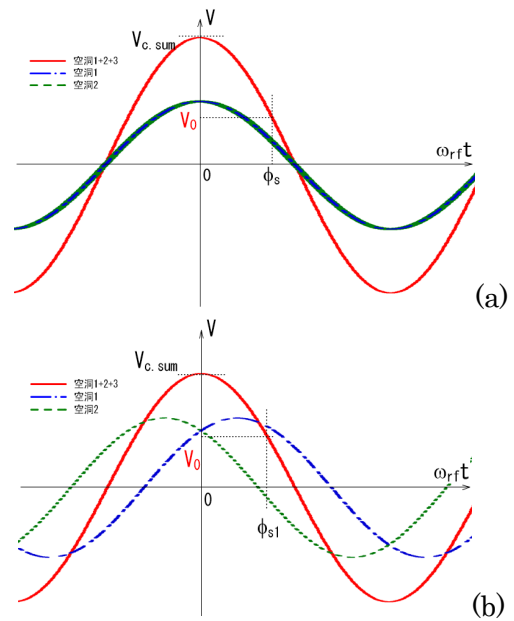 V
V_c.sum
空洞1+2+3
空洞1
空洞2
V_0
ω_rf t
0
φ_s
(a)
V
V_c.sum
空洞1+2+3
空洞1
空洞2
V_0
ω_rf t
0
φ_s1
(b)